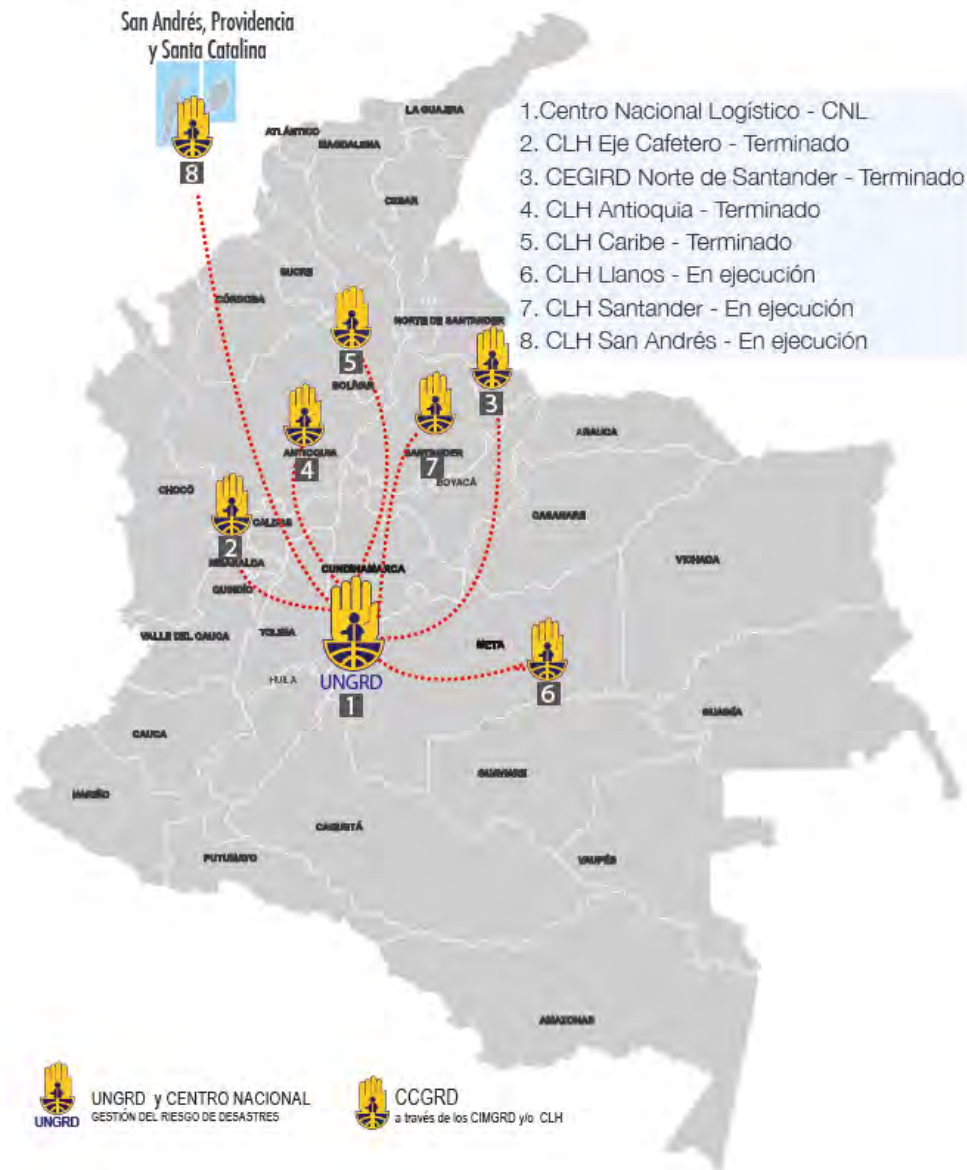 San Andrés, Providencia
y Santa Catalina
1.Centro Nacional Logístico - CNL
2. CLH Eje Cafetero - Terminado
3. CEGIRD Norte de Santander - Terminado
4. CLH Antioquia - Terminado
5. CLH Caribe - Terminado
6. CLH Llanos - En ejecución
7. CLH Santander - En ejecución
8. CLH San Andrés - En ejecución
LA GUAJIRA
ATLÁNTICO
MAGDALENA
8
CESAR
SUCRE
CÓRDOBA
NORTE DE SANTANDER
5
BOLÍVAR
3
ANTIOQUIA
4
SANTANDER
7
ARAUCA
BOYACÁ
CHOCÓ
CASANARE
CALDAS
2
RISARALDA
CUNDINAMARCA
VICHADA
QUINDÍO
VALLE DEL CAUCA
TOLIMA
META
HUILA
UNGRD
1
6
CAUCA
NARIÑO
CAQUETÁ
PUTUMAYO
VAUPÉS
AMAZONAS
UNGRD y CENTRO NACIONAL
GESTIÓN DEL RIESGO DE DESASTRES
UNGRD
CCGRD
a través de los CIMGRD y/o CLH